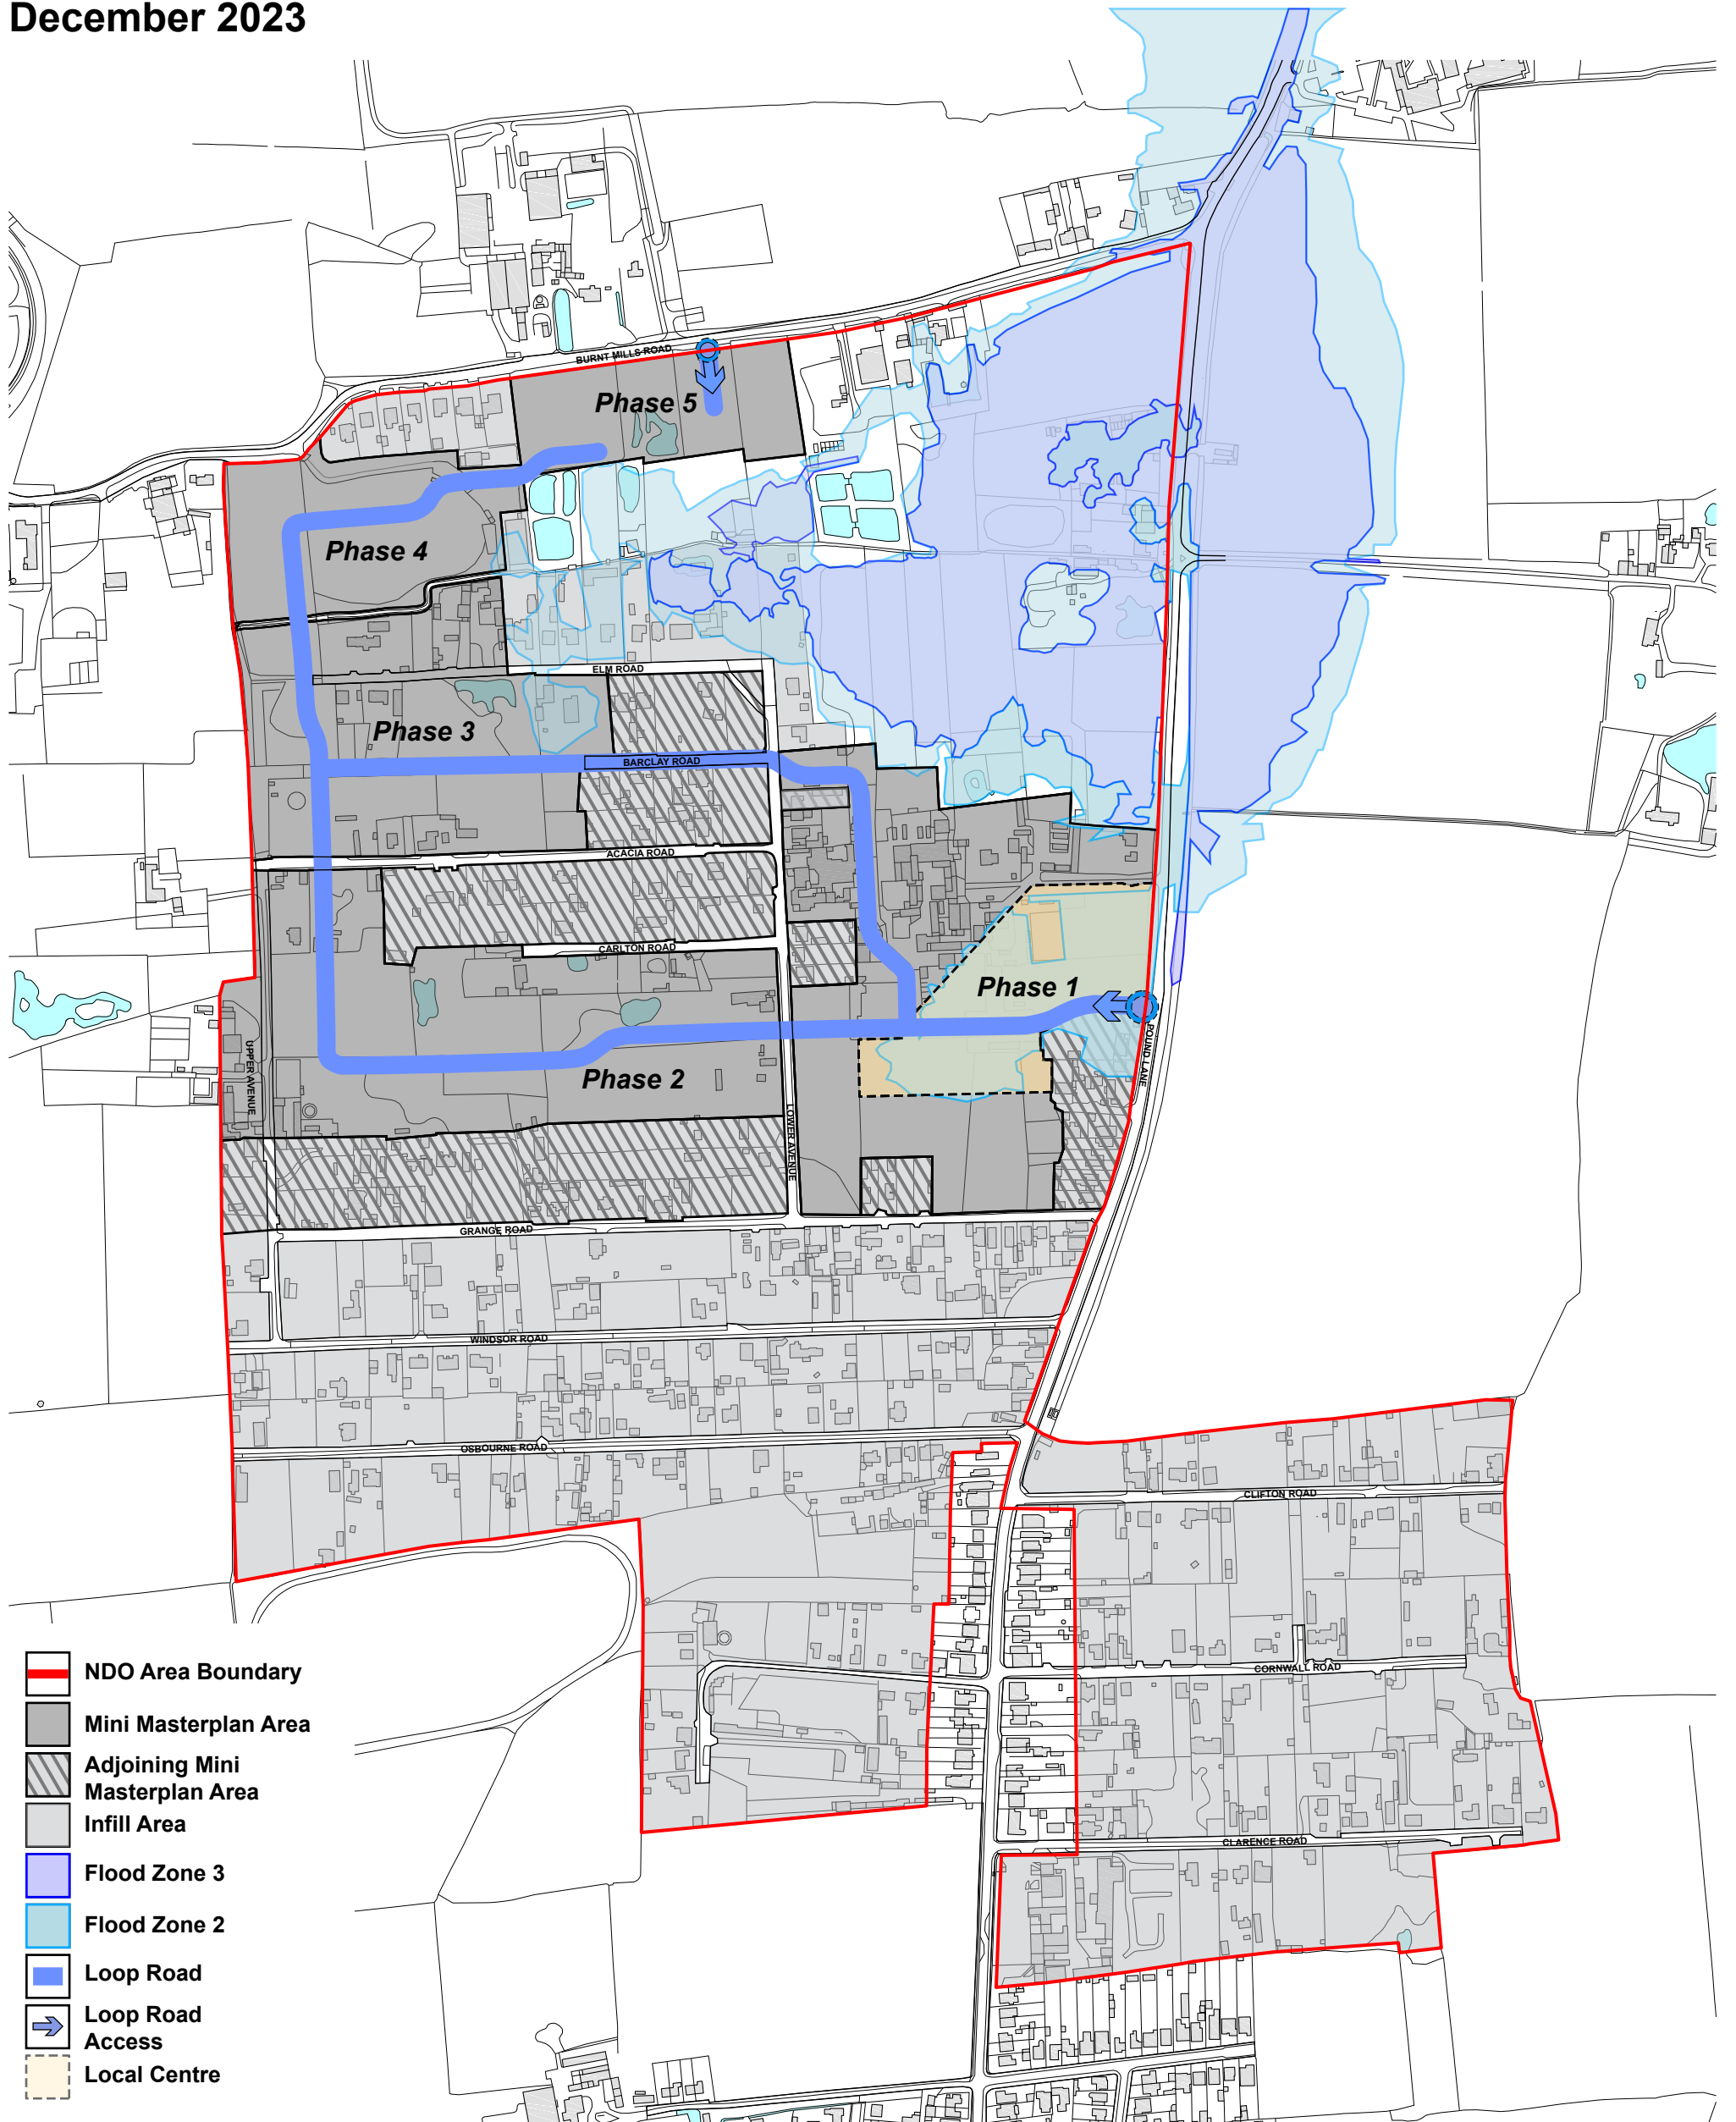 December 2023
BURNT MILLS ROAD
Phase 5
Phase 4
ELM ROAD
Phase 3
BARCLAY ROAD
ACACIA ROAD
CARLTON ROAD
Phase 1
POUND LANE
UPPER AVENUE
Phase 2
LOWER AVENUE
GRANGE ROAD
WINDSOR ROAD
OSBOURNE ROAD
CLIFTON ROAD
CORNWALL ROAD
CLARENCE ROAD
NDO Area Boundary
Mini Masterplan Area
Adjoining Mini
Masterplan Area
Infill Area
Flood Zone 3
Flood Zone 2
Loop Road
Loop Road
Access
Local Centre